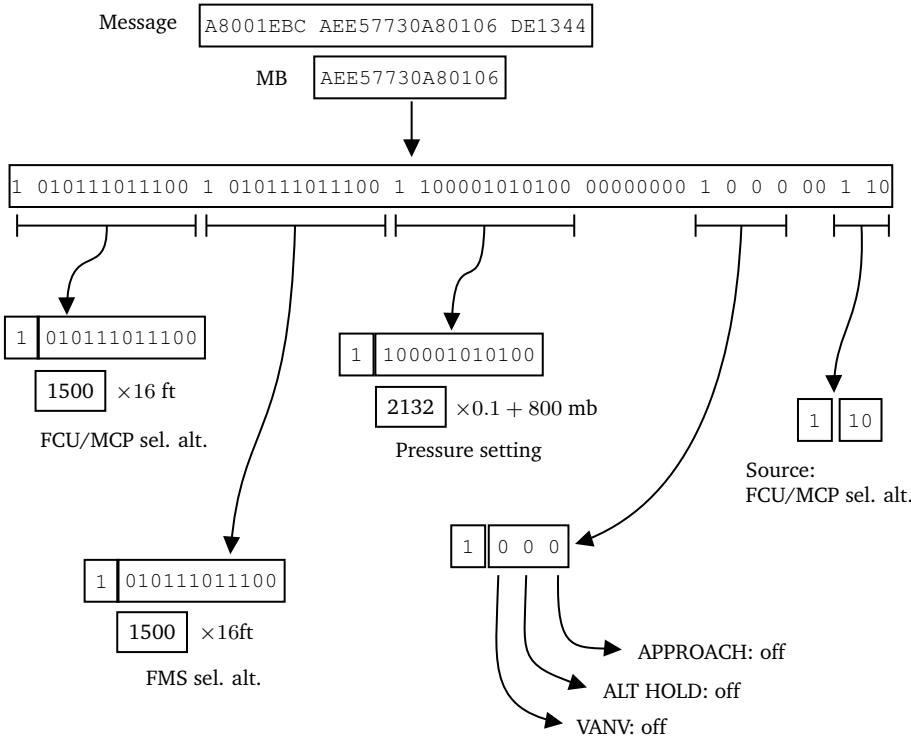 Message A8001EBC AEE57730A80106 DE1344
MB AEE57730A80106
1 010111011100 1 010111011100 1 100001010100 00000000 1 0 0 0 00 1 10
1 010111011100
1500 ×16 ft
FCU/MCP sel. alt.
1 100001010100
2132 ×0.1 + 800 mb
Pressure setting
1 10
Source:
FCU/MCP sel. alt.
1 0 0 0
1 010111011100
1500 ×16ft
FMS sel. alt.
APPROACH: off
ALT HOLD: off
VANV: off